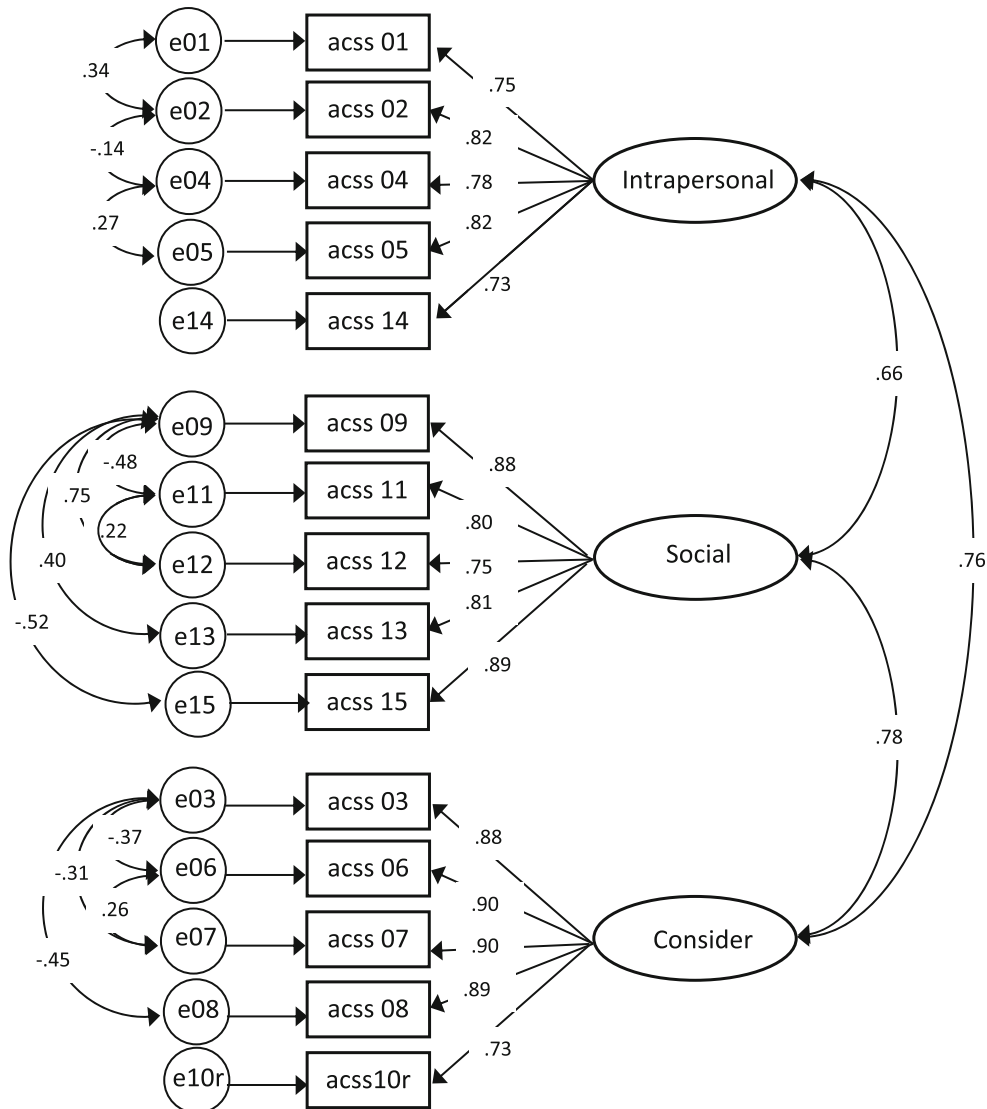 e01
acss 01
.34
.75
e02
acss 02
.82
-.14
e04
acss 04
.78
Intrapersonal
.27
.82
e05
acss 05
.73
e14
acss 14
.66
e09
acss 09
-.48
.88
.75
e11
acss 11
.80
.22
.40
e12
acss 12
.75
Social
.76
-.52
.81
e13
acss 13
.89
e15
acss 15
.78
e03
acss 03
-.37
.88
-.31
e06
acss 06
.26
.90
e07
acss 07
.90
Consider
-.45
.89
e08
acss 08
.73
e10r
acss10r